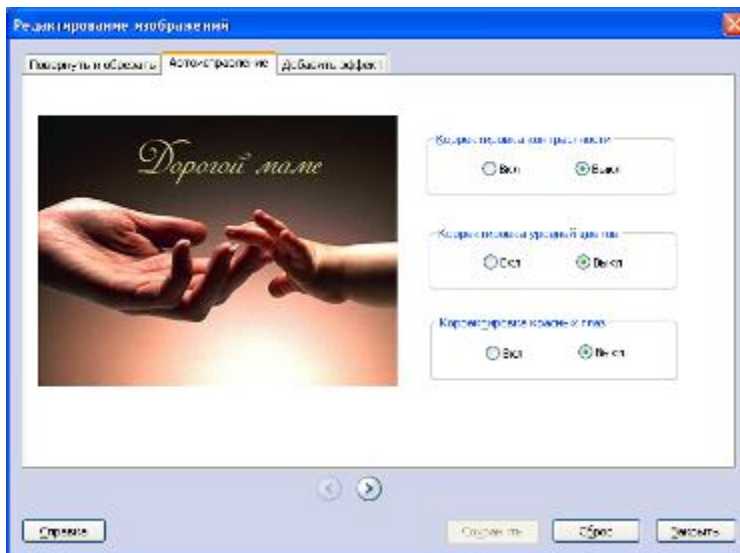 Редактирование изображений
Повернуть и обрезать Автоисправление Добавить эффект
Дорогой маме
Корректировка контрастности
Вкл Выкл
Корректировка уровней цветов
Вкл Выкл
Корректировка красных глаз
Вкл Выкл
Справка Сохранить Сброс Закрыть